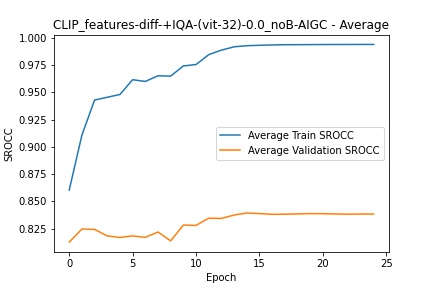 CLIP_features-diff-+IQA-(vit-32)-0.0_noB-AIGC - Average
1.000
0.975
0.950
0.925
0.900
0.875
0.850
0.825
SROCC
Average Train SROCC
Average Validation SROCC
0 5 10 15 20 25
Epoch